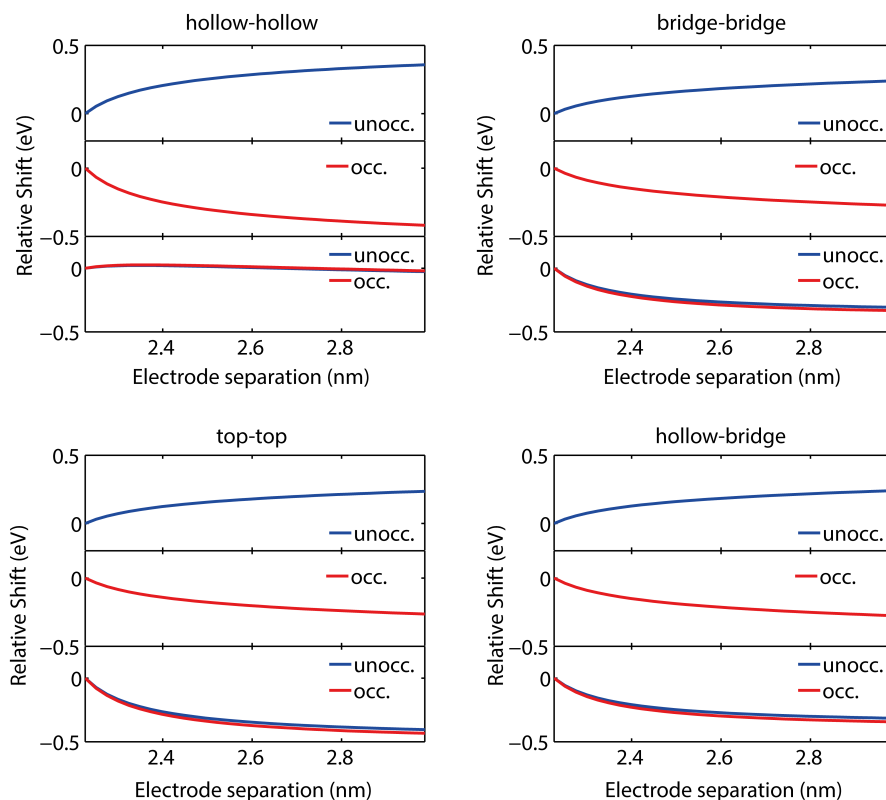 hollow-hollow
0.5
0
unocc.
0
occ.
−0.5
0
unocc.
occ.
−0.5
2.4 2.6 2.8
Relative Shift (eV)
Electrode separation (nm)
bridge-bridge
0.5
0
unocc.
0
occ.
−0.5
0
unocc.
occ.
−0.5
2.4 2.6 2.8
Relative Shift (eV)
Electrode separation (nm)
top-top
0.5
0
unocc.
0
occ.
−0.5
0
unocc.
occ.
−0.5
2.4 2.6 2.8
Relative Shift (eV)
Electrode separation (nm)
hollow-bridge
0.5
0
unocc.
0
occ.
−0.5
0
unocc.
occ.
−0.5
2.4 2.6 2.8
Relative Shift (eV)
Electrode separation (nm)